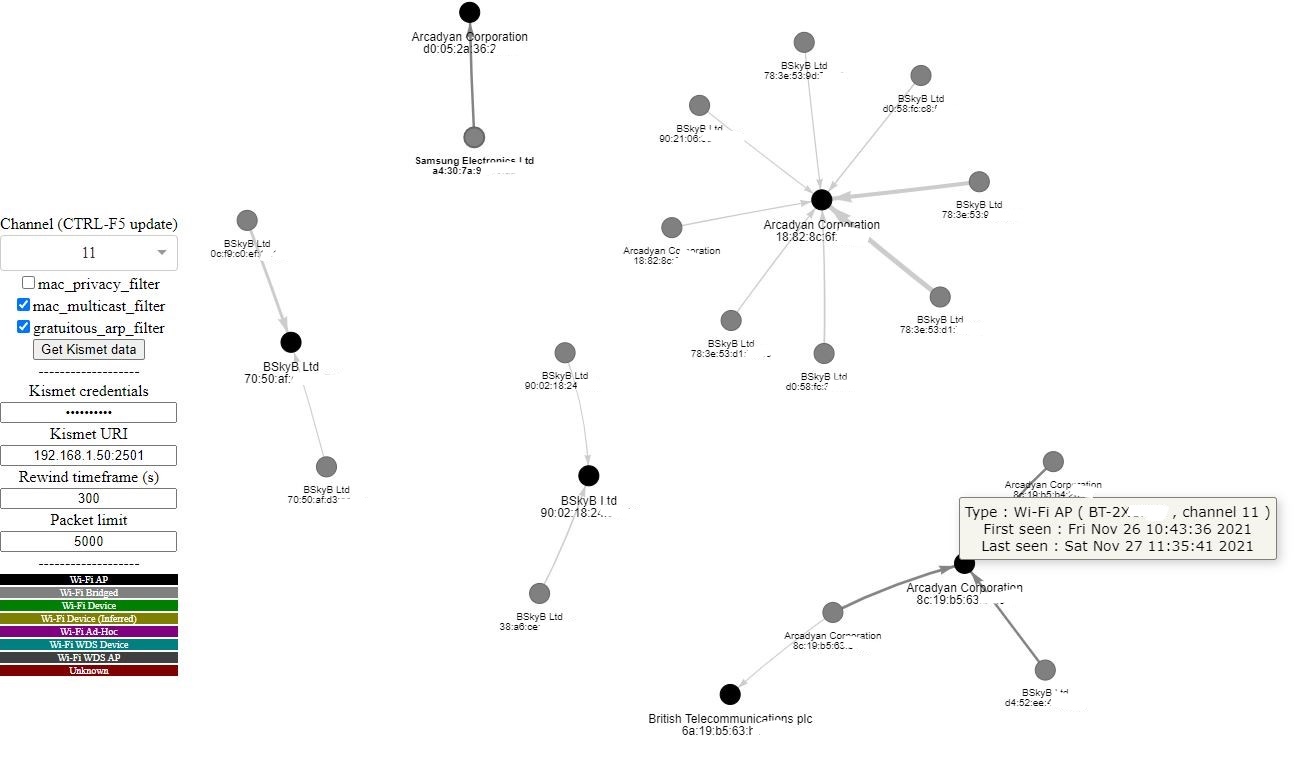 Channel (CTRL-F5 update)
11
mac_privacy_filter
mac_multicast_filter
gratuitous_arp_filter
Get Kismet data
--------------------
Kismet credentials
••••••••••
Kismet URI
192.168.1.50:2501
Rewind timeframe (s)
300
Packet limit
5000
--------------------
Wi-Fi AP
Wi-Fi Bridged
Wi-Fi Device
Wi-Fi Device (Inferred)
Wi-Fi Ad-Hoc
Wi-Fi WDS Device
Wi-Fi WDS AP
Unknown
Arcadyan Corporation
d0:05:2a:36:2
Samsung Electronics Ltd
a4:30:7a:9
BSkyB Ltd
0c:f9:c0:ef:
BSkyB Ltd
70:50:af:
BSkyB Ltd
70:50:af:d3
BSkyB Ltd
90:02:18:24
BSkyB Ltd
90:02:18:24
BSkyB Ltd
38:a6:ce:
BSkyB Ltd
78:3e:53:9d:
BSkyB Ltd
d0:58:fc:c8:
BSkyB Ltd
90:21:06:
BSkyB Ltd
78:3e:53:9
Arcadyan Corporation
18:82:8c:6f:
Arcadyan Corporation
18:82:8c:
BSkyB Ltd
78:3e:53:d1:
BSkyB Ltd
78:3e:53:d1:
BSkyB Ltd
d0:58:fc:
Arcadyan Corporation
8c:19:b5:b4:
Type : Wi-Fi AP ( BT-2X , channel 11 )
First seen : Fri Nov 26 10:43:36 2021
Last seen : Sat Nov 27 11:35:41 2021
Arcadyan Corporation
8c:19:b5:63
Arcadyan Corporation
8c:19:b5:63:
BSkyB Ltd
d4:52:ee:4
British Telecommunications plc
6a:19:b5:63: